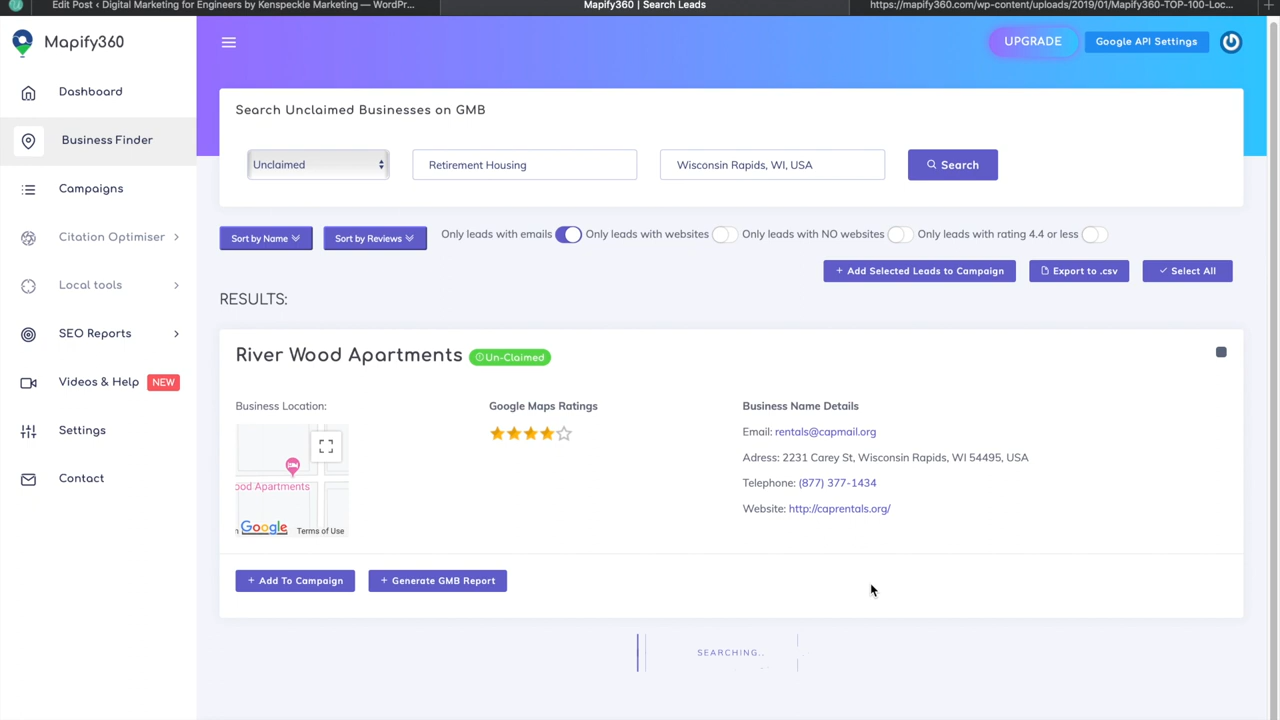 Edit Post ‹ Digital Marketing for Engineers by Kenspeckle Marketing — WordPr...
Mapify360 | Search Leads
https://mapify360.com/wp-content/uploads/2019/01/Mapify360-TOP-100-Loc...
Mapify360
UPGRADE
Google API Settings
Dashboard
Business Finder
Campaigns
Citation Optimiser
Local tools
SEO Reports
Videos & Help NEW
Settings
Contact
Search Unclaimed Businesses on GMB
Unclaimed
Retirement Housing
Wisconsin Rapids, WI, USA
Search
Sort by Name
Sort by Reviews
Only leads with emails
Only leads with websites
Only leads with NO websites
Only leads with rating 4.4 or less
+ Add Selected Leads to Campaign
Export to .csv
Select All
RESULTS:
River Wood Apartments Un-Claimed
Business Location:
ood Apartments
Google
Terms of Use
Google Maps Ratings
Business Name Details
Email: rentals@capmail.org
Adress: 2231 Carey St, Wisconsin Rapids, WI 54495, USA
Telephone: (877) 377-1434
Website: http://caprentals.org/
+ Add To Campaign
+ Generate GMB Report
SEARCHING..